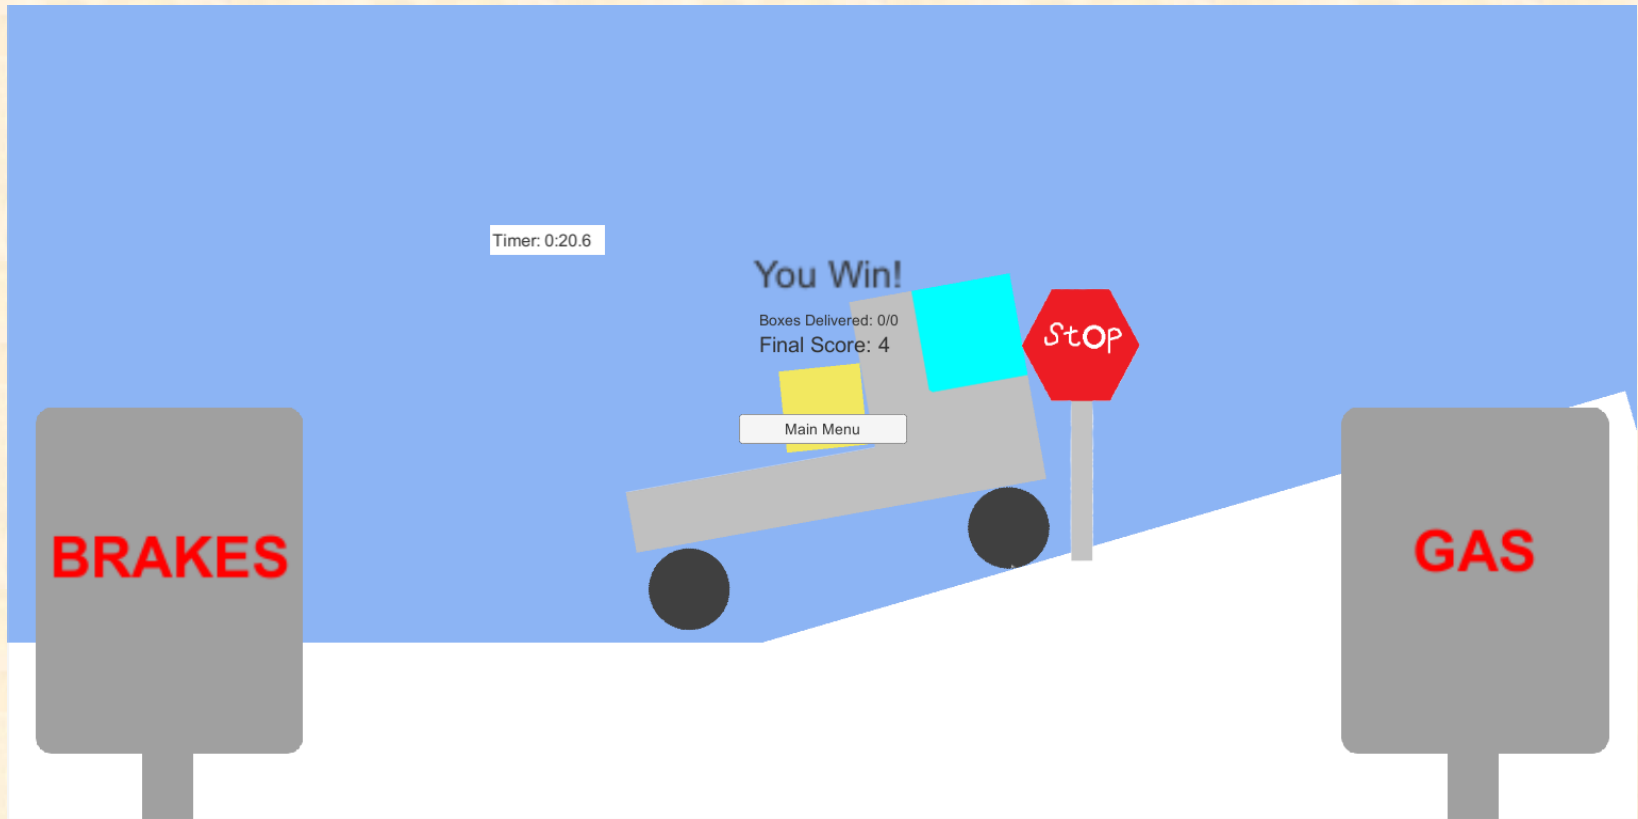 Timer: 0:20.6
You Win!
Boxes Delivered: 0/0
Final Score: 4
StOP
Main Menu
BRAKES
GAS